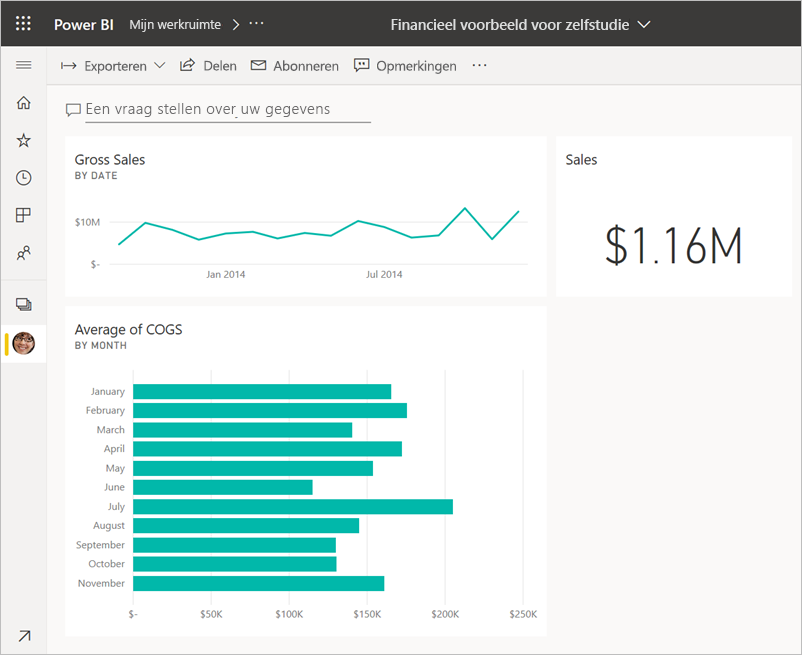 Power BI Mijn werkruimte > ··· Financieel voorbeeld voor zelfstudie
Exporteren Delen Abonneren Opmerkingen ···
Een vraag stellen over uw gegevens
Gross Sales
BY DATE
$10M
$-
Jan 2014 Jul 2014
Sales
$1.16M
Average of COGS
BY MONTH
January
February
March
April
May
June
July
August
September
October
November
$- $50K $100K $150K $200K $250K